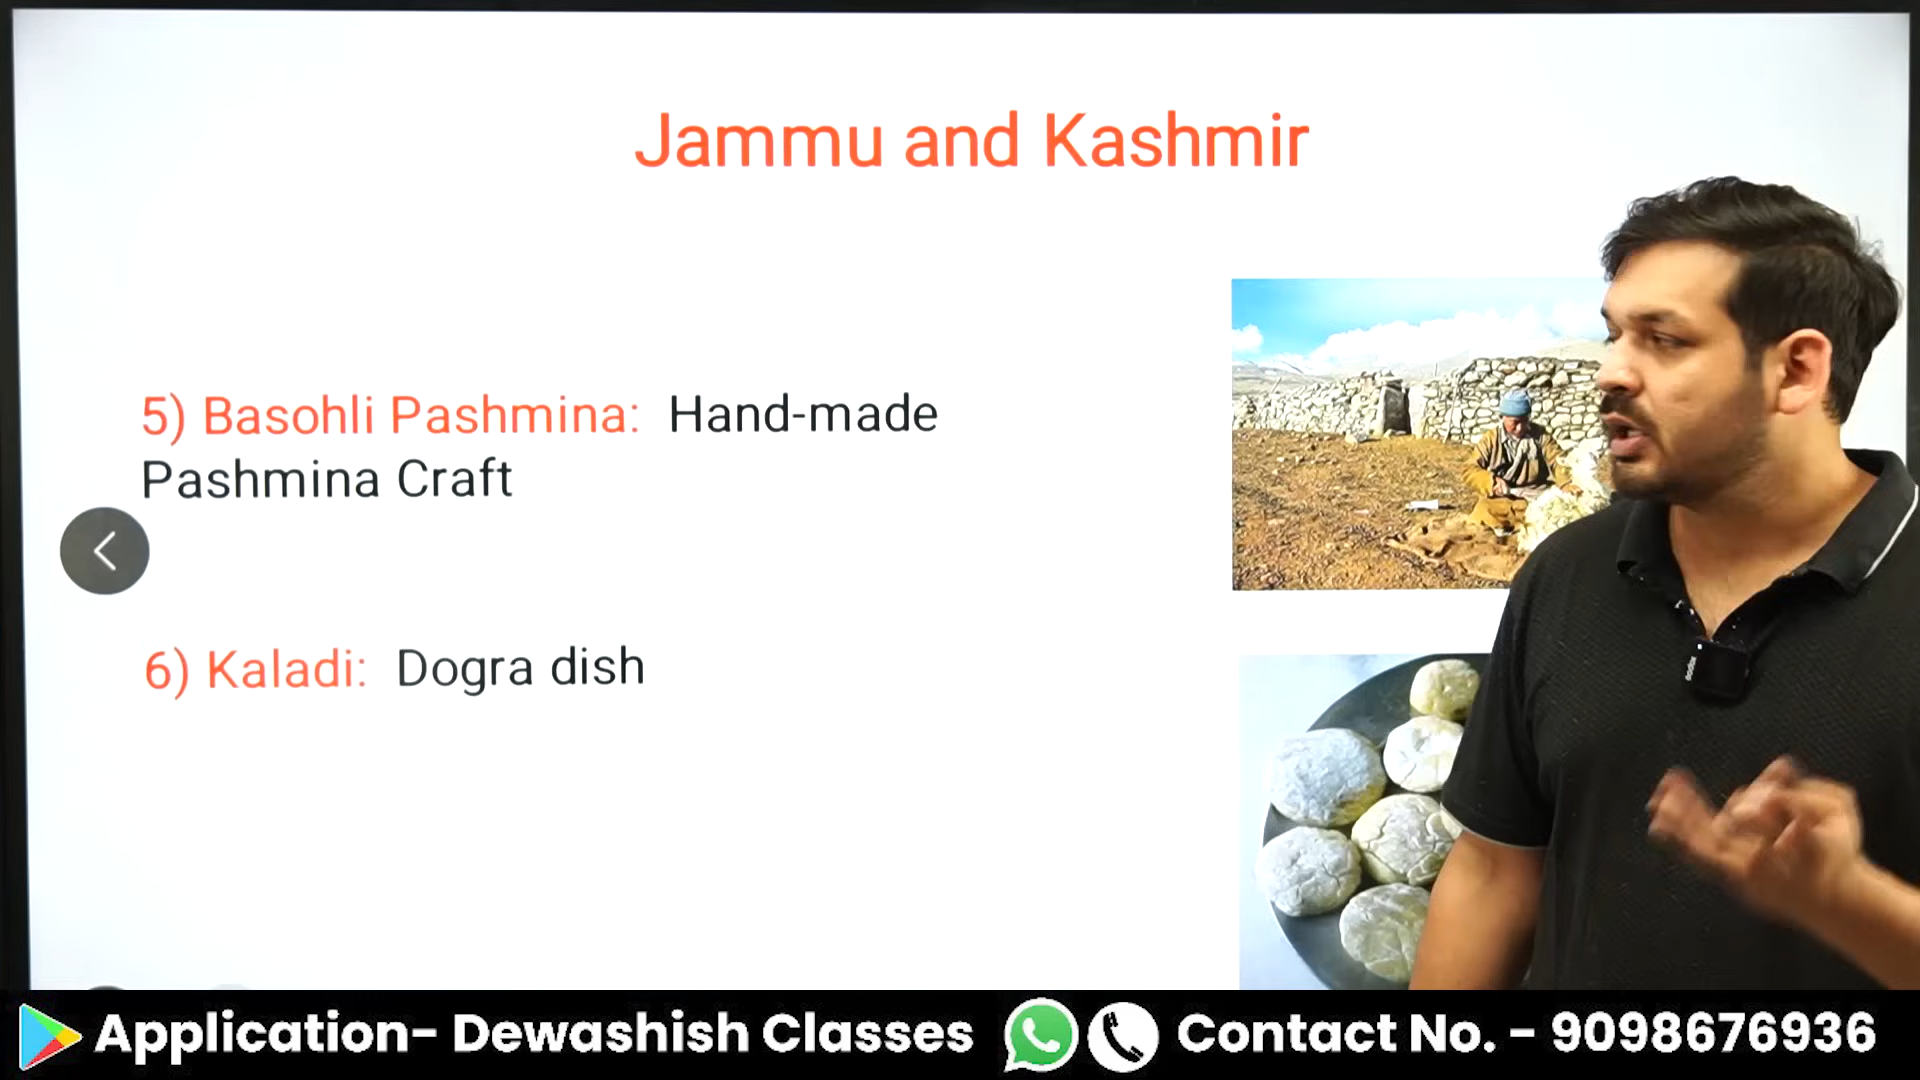 Jammu and Kashmir
5) Basohli Pashmina: Hand-made
Pashmina Craft
6) Kaladi: Dogra dish
Application- Dewashish Classes
Contact No. - 9098676936